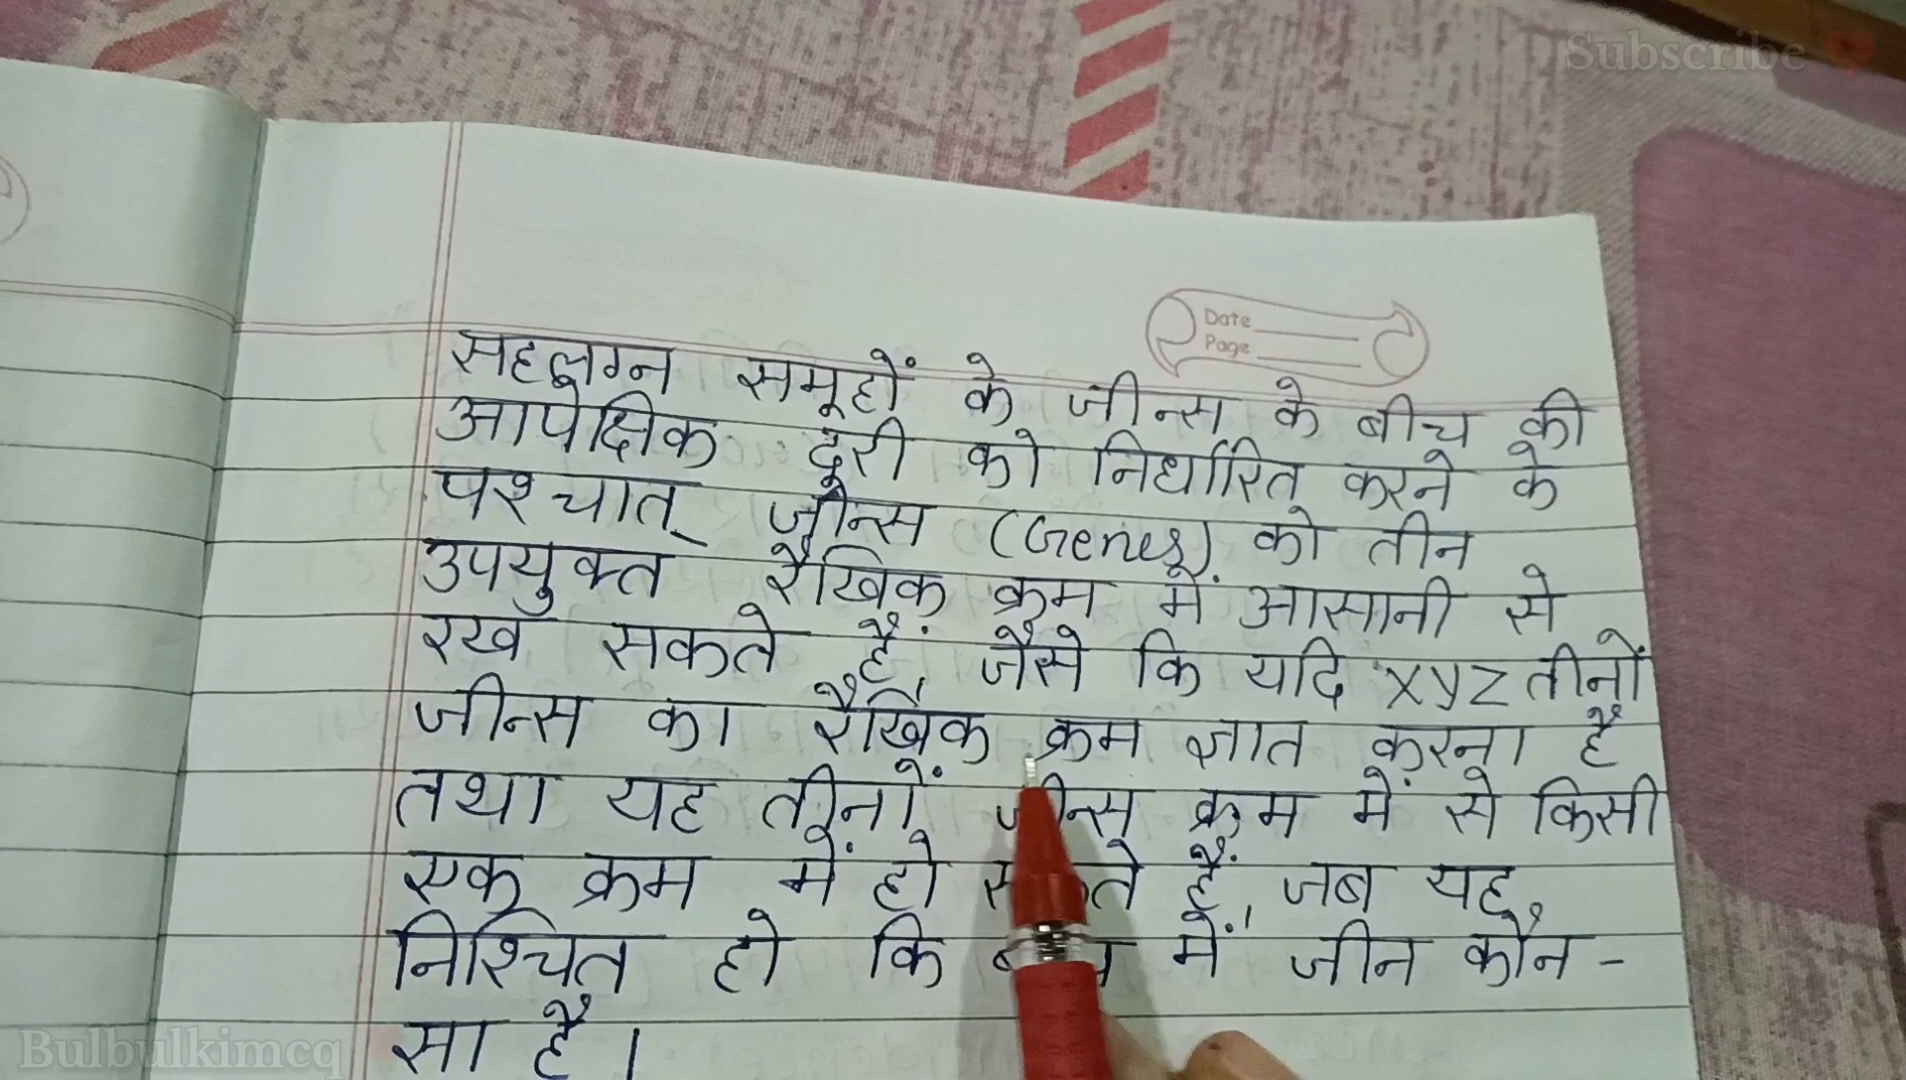 Subscribe
Date
Page
सहलग्न समूहों के जीन्स के बीच की
आपेक्षिक दूरी को निर्धारित करने के
पश्चात् जीन्स (Genes) को तीन
उपयुक्त रैखिक क्रम में आसानी से
रख सकते हैं, जैसे कि यदि xyz तीनों
जीन्स का रैखिक क्रम ज्ञात करना है
तथा यह तीनों जीन्स क्रम में से किसी
एक क्रम में हो सकते हैं, जब यह
निश्चित हो कि में जीन कौन -
सा है।
Bulbulkimcq